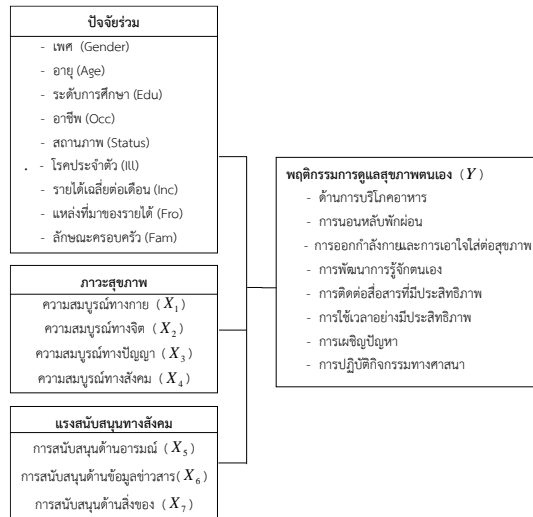 ปัจจัยร่วม
- เพศ (Gender)
- อายุ (Age)
- ระดับการศึกษา (Edu)
- อาชีพ (Occ)
- สถานภาพ (Status)
- โรคประจำตัว (Ill)
- รายได้เฉลี่ยต่อเดือน (Inc)
- แหล่งที่มาของรายได้ (Fro)
- ลักษณะครอบครัว (Fam)
ภาวะสุขภาพ
ความสมบูรณ์ทางกาย (X₁)
ความสมบูรณ์ทางจิต (X₂)
ความสมบูรณ์ทางปัญญา (X₃)
ความสมบูรณ์ทางสังคม (X₄)
แรงสนับสนุนทางสังคม
การสนับสนุนด้านอารมณ์ (X₅)
การสนับสนุนด้านข้อมูลข่าวสาร(X₆)
การสนับสนุนด้านสิ่งของ (X₇)
พฤติกรรมการดูแลสุขภาพตนเอง (Y)
- ด้านการบริโภคอาหาร
- การนอนหลับพักผ่อน
- การออกกำลังกายและการเอาใจใส่ต่อสุขภาพ
- การพัฒนาการรู้จักตนเอง
- การติดต่อสื่อสารที่มีประสิทธิภาพ
- การใช้เวลาอย่างมีประสิทธิภาพ
- การเผชิญปัญหา
- การปฏิบัติกิจกรรมทางศาสนา